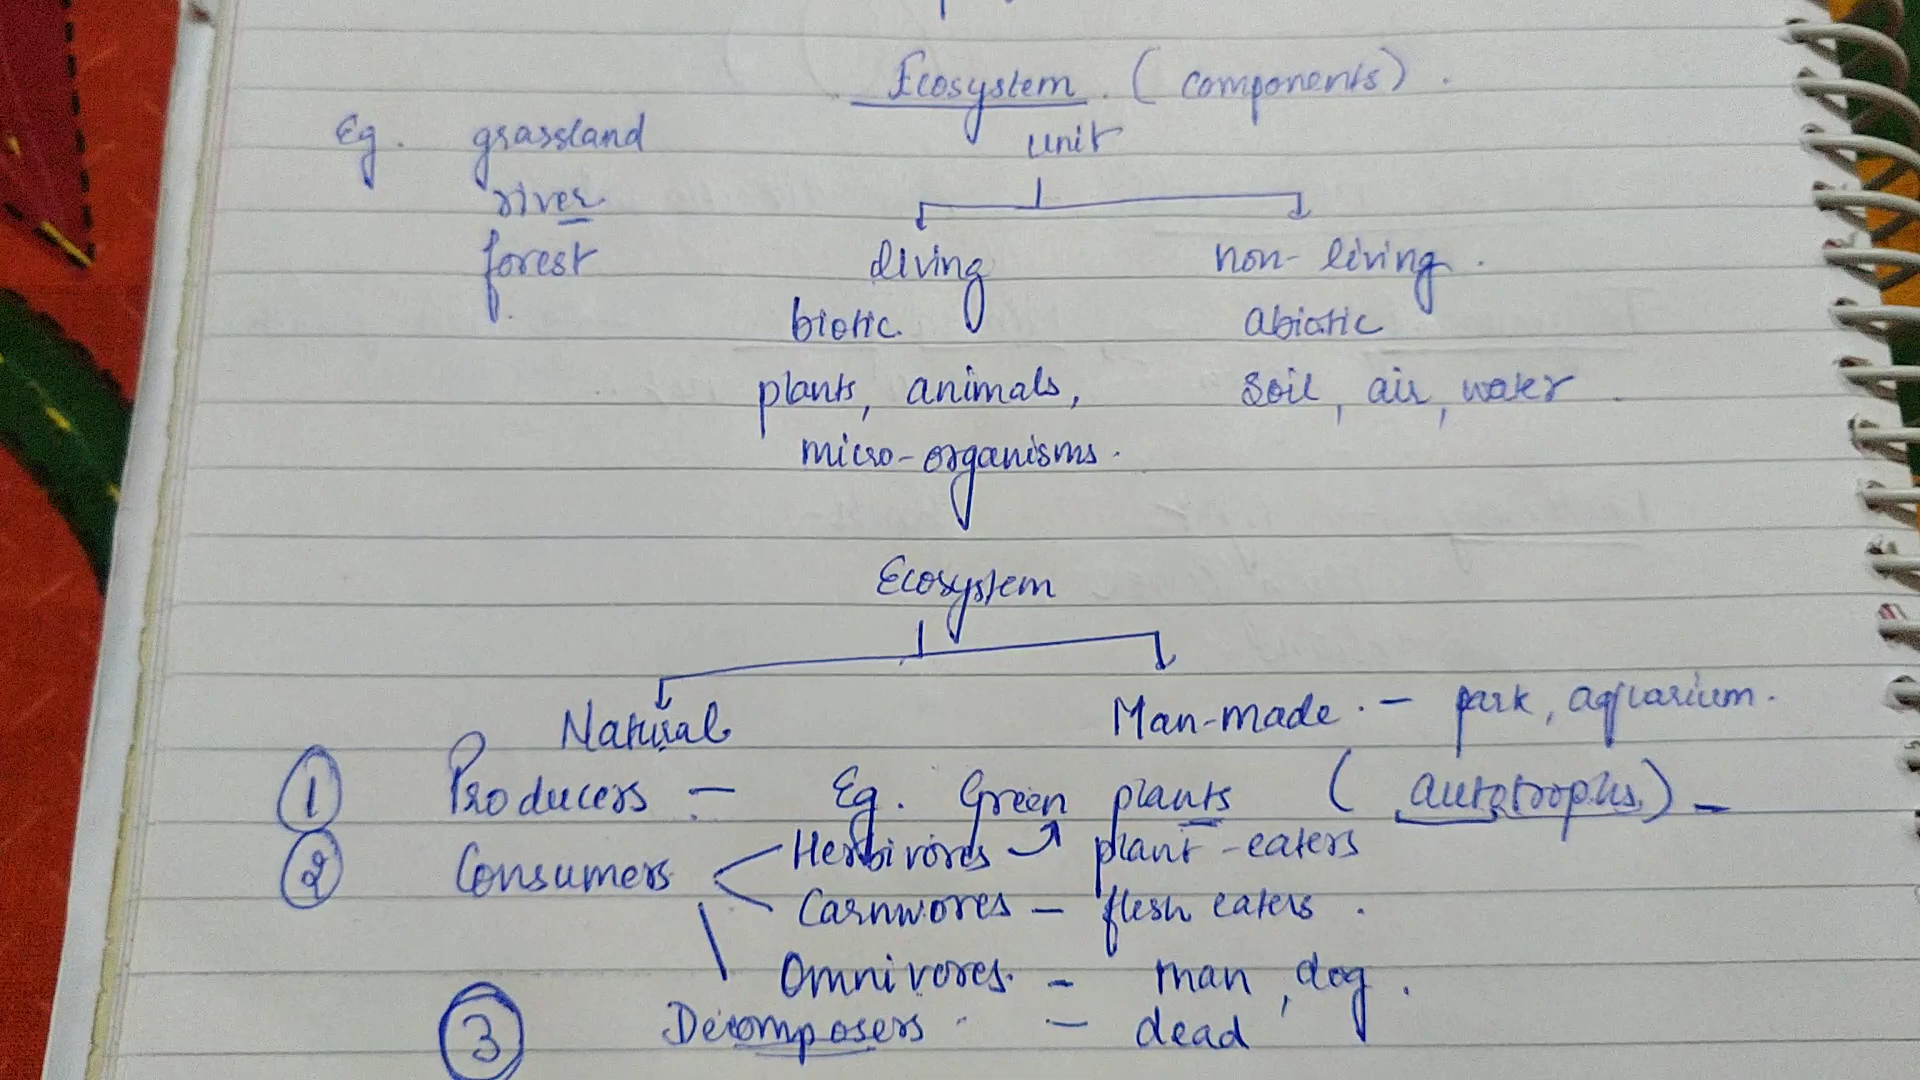 Ecosystem. (components).
Eg. grassland unit
river
forest living non-living.
biotic. abiotic
plants, animals, soil, air, water.
micro-organisms.
Ecosystem
Natural Man-made. - park, aquarium.
① Producers - Eg. Green plants (autotrophs) -
② Consumers Herbivores plant-eaters
Carnivores - flesh eaters.
Omnivores. - man, dog.
③ Decomposers - dead